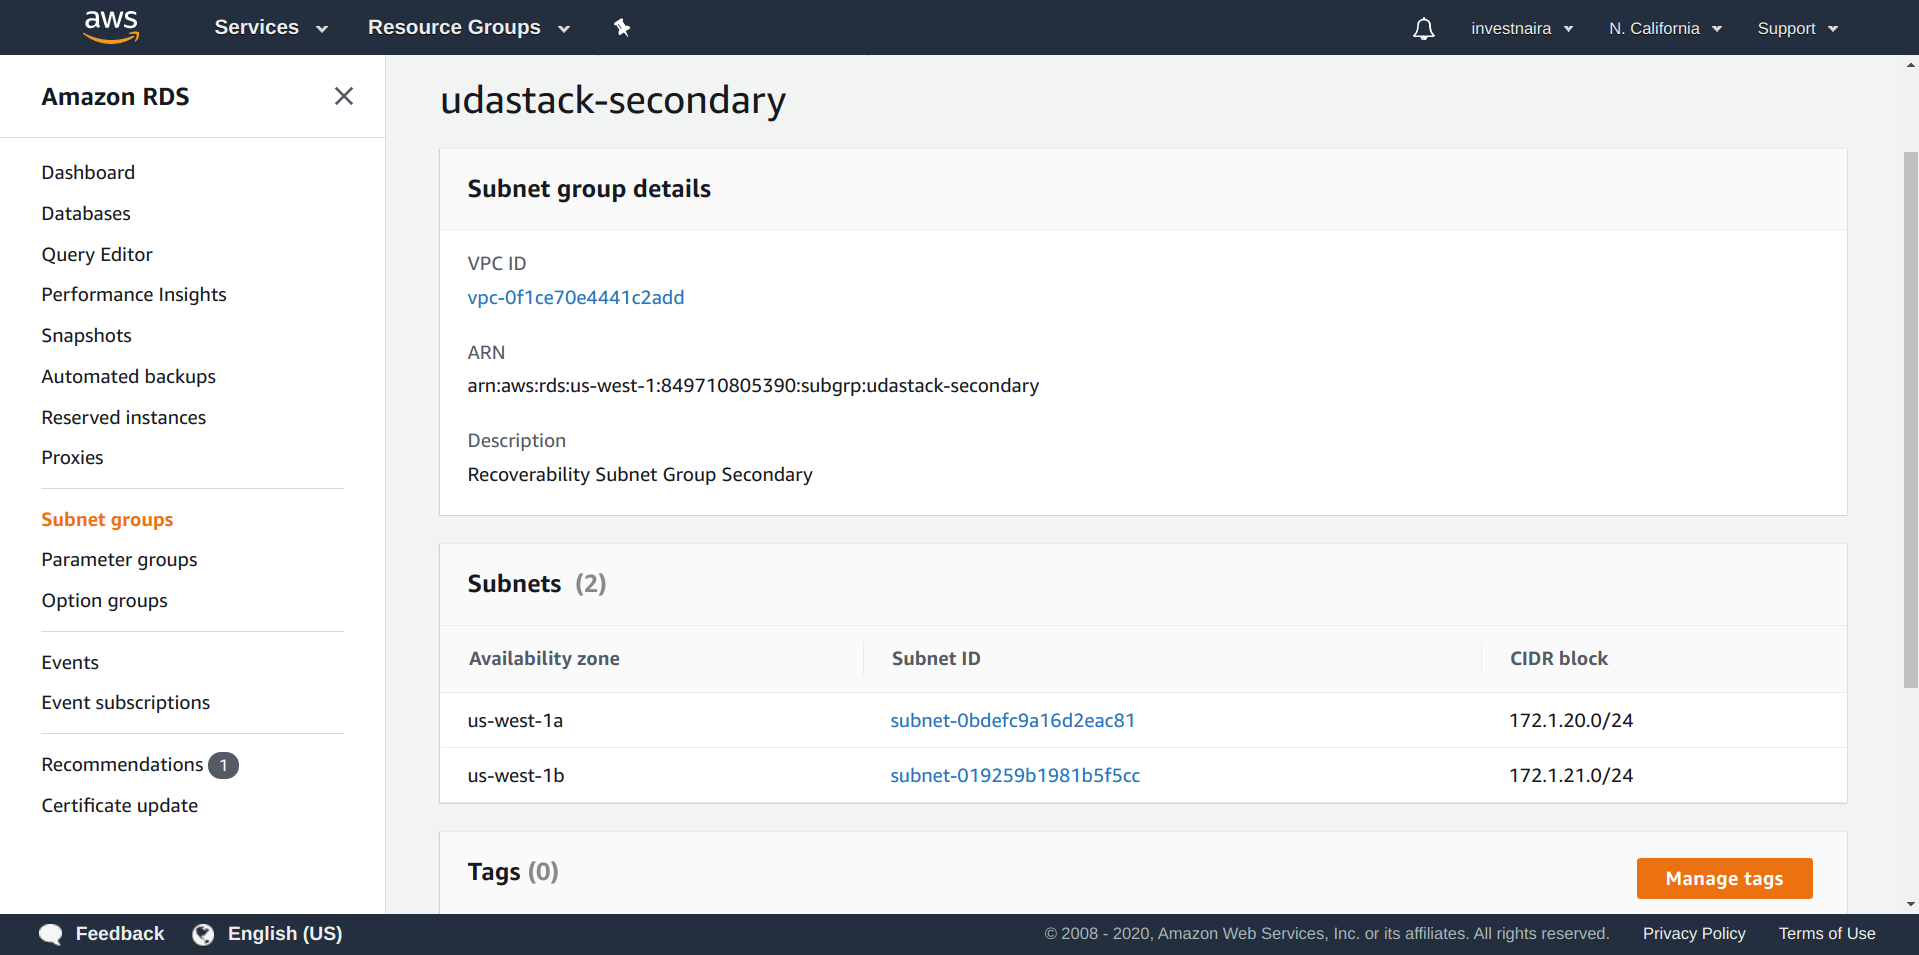 aws Services Resource Groups investnaira N. California Support
Amazon RDS
Dashboard
Databases
Query Editor
Performance Insights
Snapshots
Automated backups
Reserved instances
Proxies
Subnet groups
Parameter groups
Option groups
Events
Event subscriptions
Recommendations 1
Certificate update
udastack-secondary
Subnet group details
VPC ID
vpc-0f1ce70e4441c2add
ARN
arn:aws:rds:us-west-1:849710805390:subgrp:udastack-secondary
Description
Recoverability Subnet Group Secondary
Subnets (2)
Availability zone Subnet ID CIDR block
us-west-1a subnet-0bdefc9a16d2eac81 172.1.20.0/24
us-west-1b subnet-019259b1981b5f5cc 172.1.21.0/24
Tags (0) Manage tags
Feedback English (US) © 2008 - 2020, Amazon Web Services, Inc. or its affiliates. All rights reserved. Privacy Policy Terms of Use